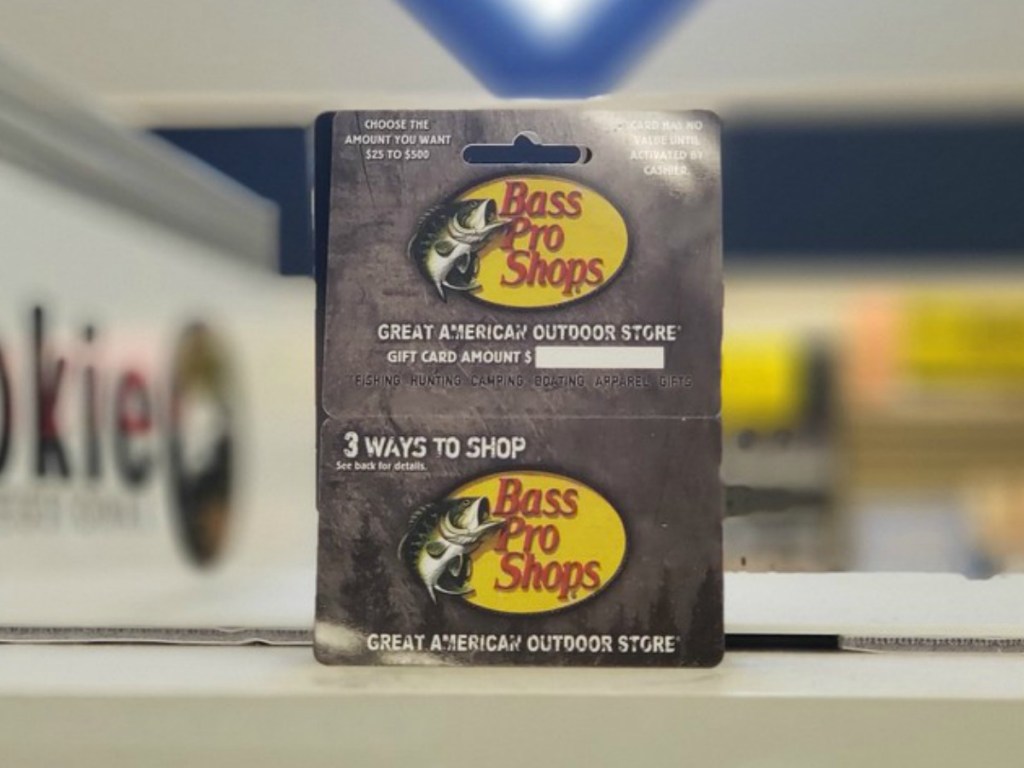 CHOOSE THE
AMOUNT YOU WANT
$25 TO $500
CARD HAS NO
VALUE UNTIL
ACTIVATED BY
CASHIER.
Bass
Pro
Shops
GREAT AMERICAN OUTDOOR STORE®
GIFT CARD AMOUNT $
FISHING HUNTING CAMPING BOATING APPAREL GIFTS
3 WAYS TO SHOP
See back for details.
Bass
Pro
Shops
GREAT AMERICAN OUTDOOR STORE®
kie